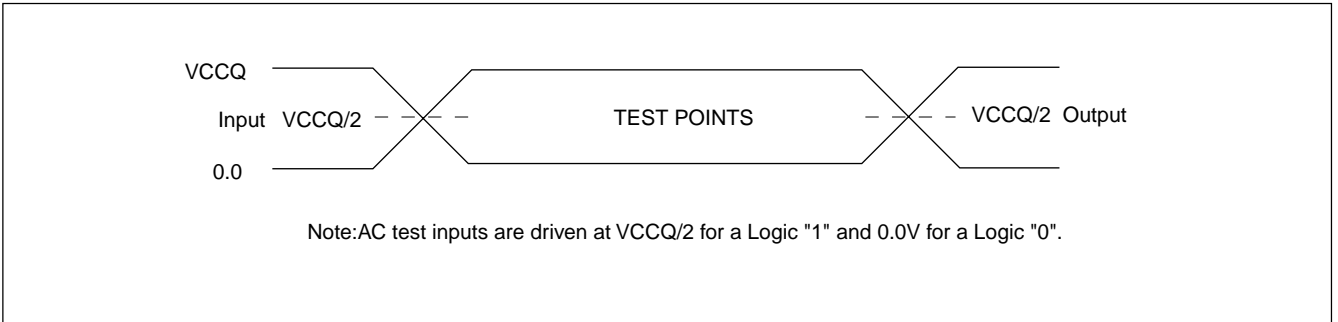 VCCQ
Input VCCQ/2 TEST POINTS VCCQ/2 Output
0.0
Note:AC test inputs are driven at VCCQ/2 for a Logic "1" and 0.0V for a Logic "0".